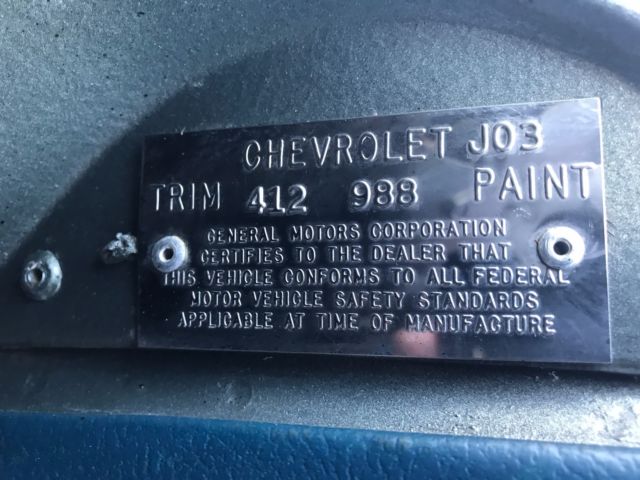 CHEVROLET J03
TRIM 412 988 PAINT
GENERAL MOTORS CORPORATION
CERTIFIES TO THE DEALER THAT
THIS VEHICLE CONFORMS TO ALL FEDERAL
MOTOR VEHICLE SAFETY STANDARDS
APPLICABLE AT TIME OF MANUFACTURE